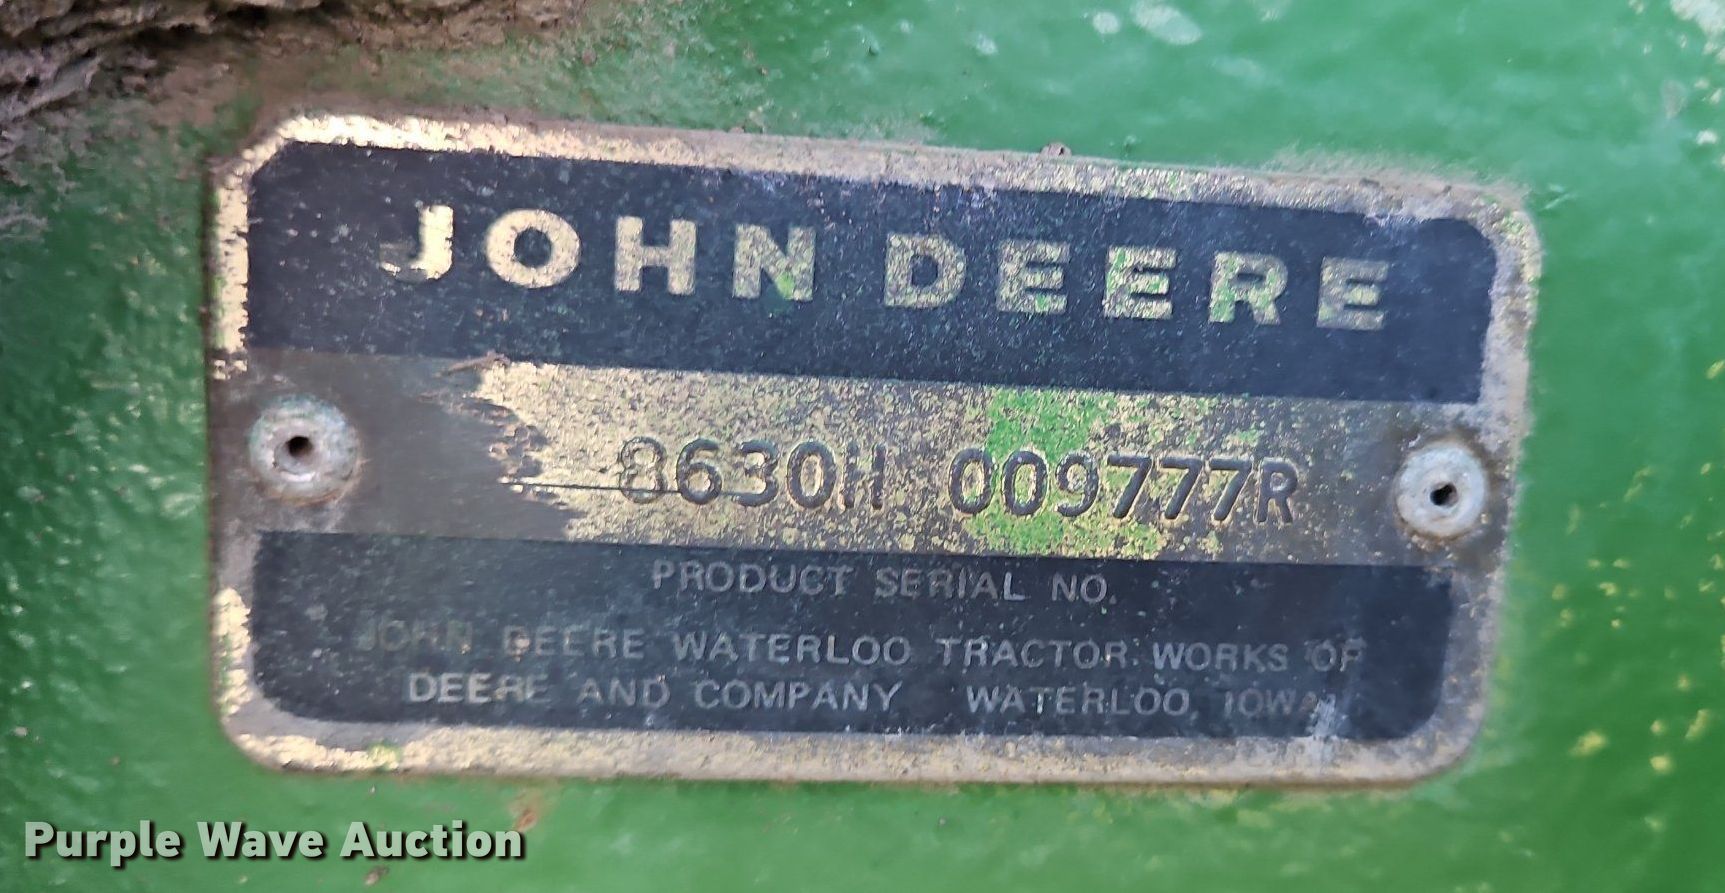 JOHN DEERE
8630H 009777R
PRODUCT SERIAL NO.
JOHN DEERE WATERLOO TRACTOR WORKS OF
DEERE AND COMPANY WATERLOO, IOWA
Purple Wave Auction